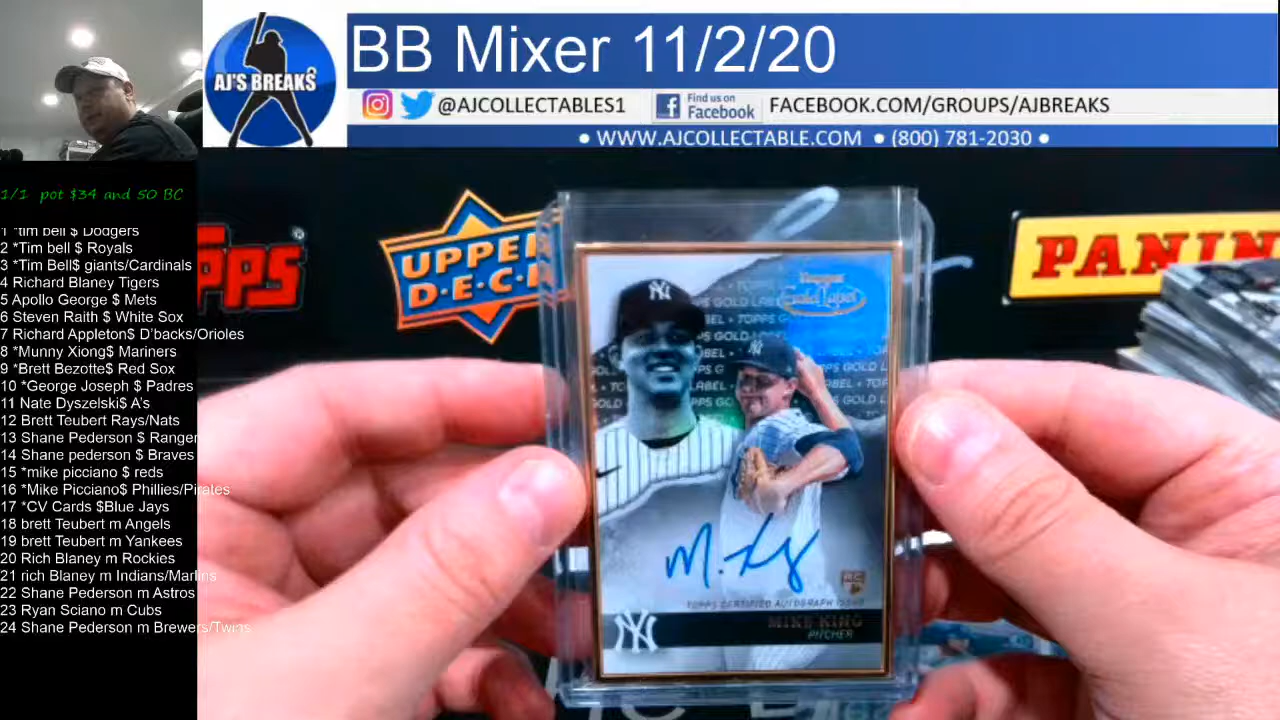 BB Mixer 11/2/20
AJ'S BREAKS
@AJCOLLECTABLES1
Find us on
Facebook
FACEBOOK.COM/GROUPS/AJBREAKS
• WWW.AJCOLLECTABLE.COM • (800) 781-2030 •
1/1 pot $34 and 50 BC
1 *tim bell $ Dodgers
2 *Tim bell $ Royals
3 *Tim Bell$ giants/Cardinals
4 Richard Blaney Tigers
5 Apollo George $ Mets
6 Steven Raith $ White Sox
7 Richard Appleton$ D'backs/Orioles
8 *Munny Xiong$ Mariners
9 *Brett Bezotte$ Red Sox
10 *George Joseph $ Padres
11 Nate Dyszelski$ A's
12 Brett Teubert Rays/Nats
13 Shane Pederson $ Ranger
14 Shane pederson $ Braves
15 *mike picciano $ reds
16 *Mike Picciano$ Phillies/Pirates
17 *CV Cards $Blue Jays
18 brett Teubert m Angels
19 brett Teubert m Yankees
20 Rich Blaney m Rockies
21 rich Blaney m Indians/Marlins
22 Shane Pederson m Astros
23 Ryan Sciano m Cubs
24 Shane Pederson m Brewers/Twins
UPPER
D·E·C·
PANIN
Topps
Gold Label
M. King
RC
TOPPS CERTIFIED AUTOGRAPH ISSUE
MIKE KING
PITCHER
NY